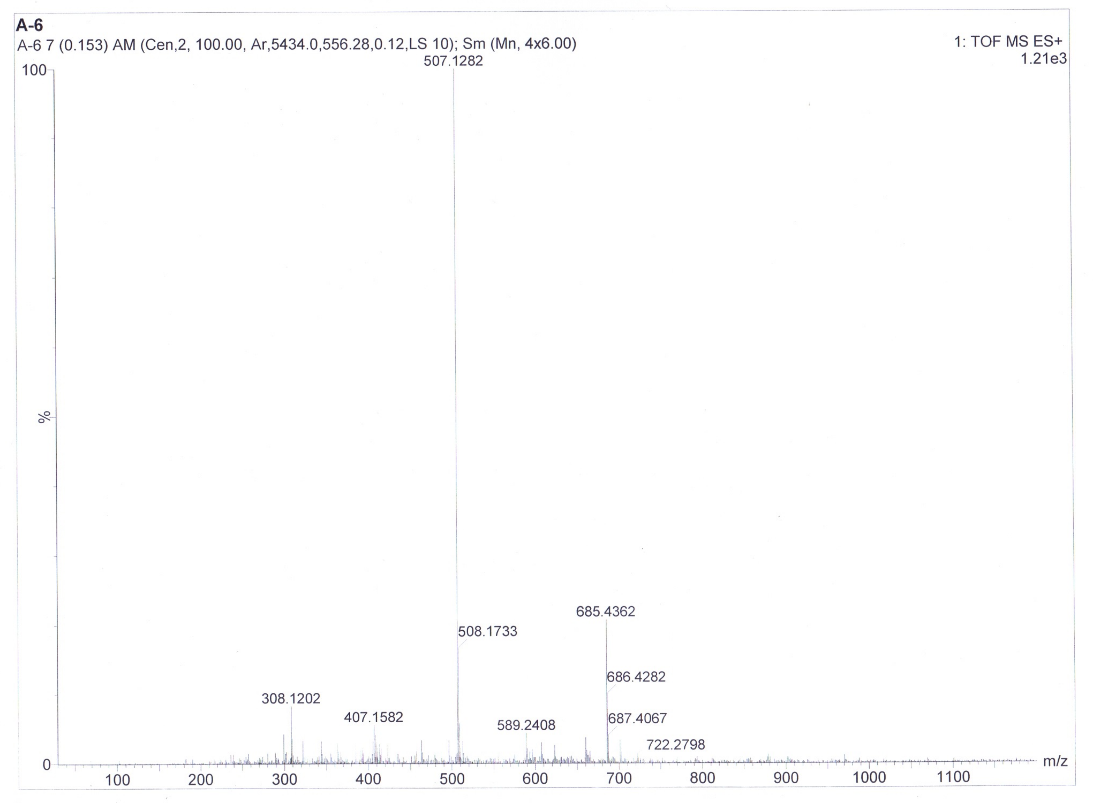 A-6
A-6 7 (0.153) AM (Cen,2, 100.00, Ar,5434.0,556.28,0.12,LS 10); Sm (Mn, 4x6.00)
1: TOF MS ES+
1.21e3
507.1282
100
%
685.4362
508.1733
686.4282
308.1202
407.1582
687.4067
589.2408
722.2798
0
m/z
100 200 300 400 500 600 700 800 900 1000 1100